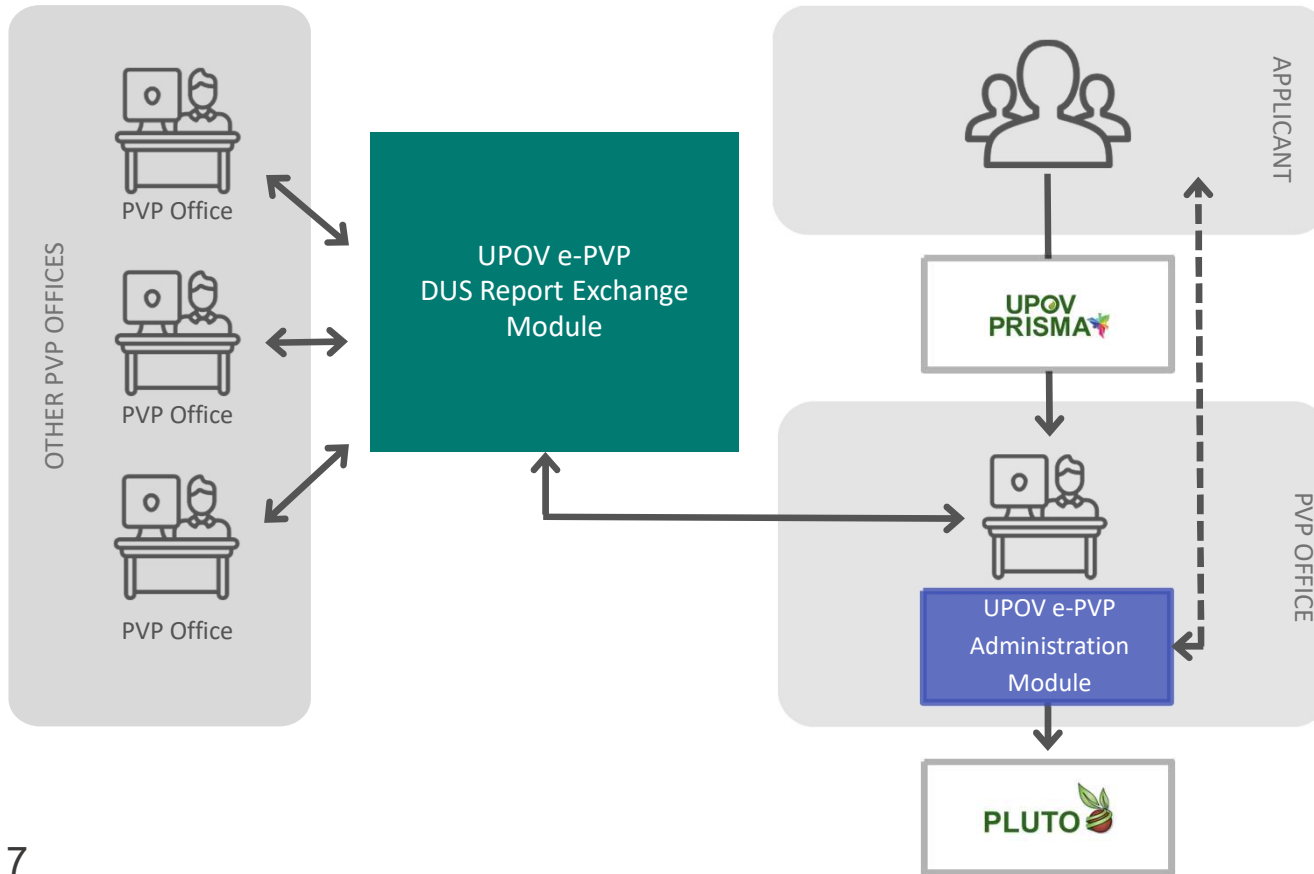 OTHER PVP OFFICES
PVP Office
PVP Office
PVP Office
UPOV e-PVP
DUS Report Exchange
Module
APPLICANT
UPOV
PRISMA
PVP OFFICE
UPOV e-PVP
Administration
Module
PLUTO
7